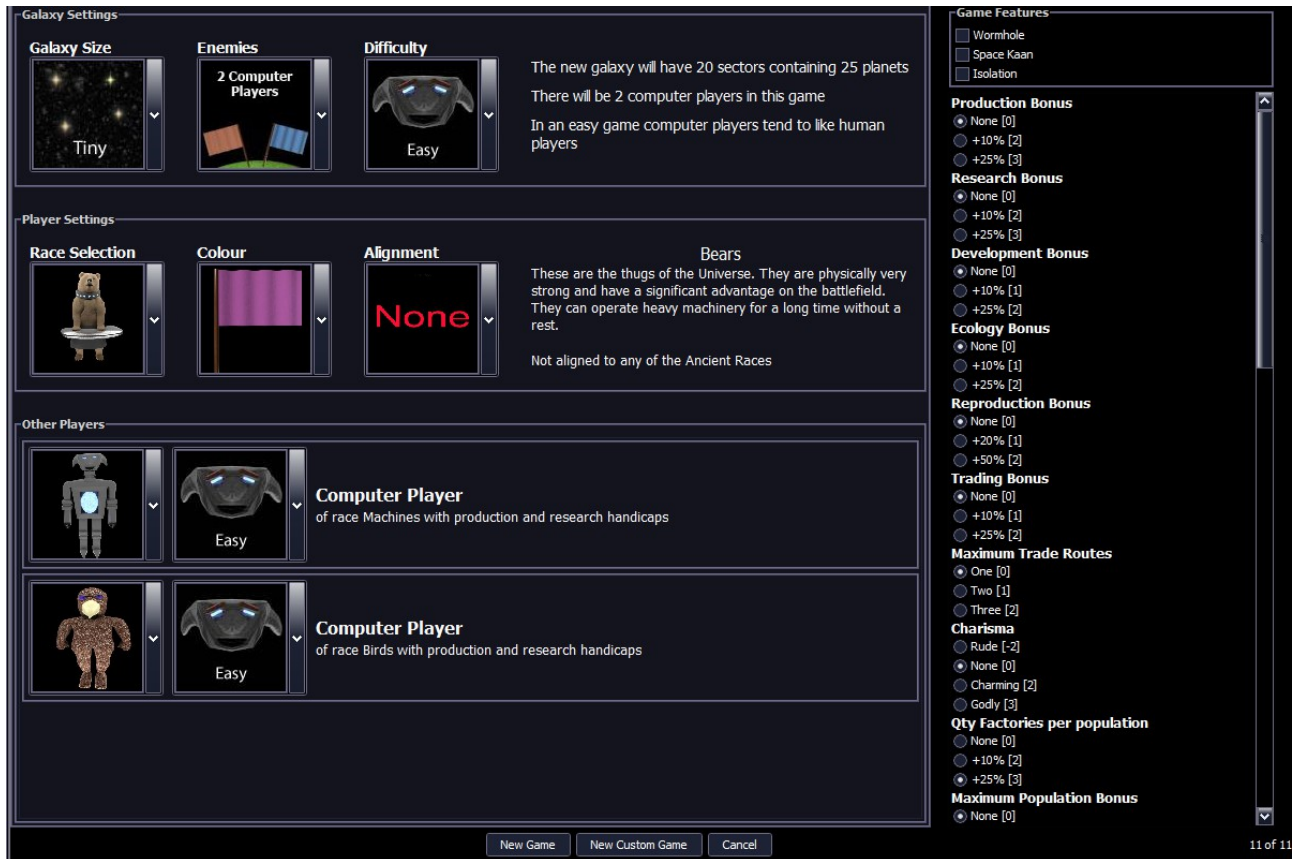 Galaxy Settings
Galaxy Size
Enemies
Difficulty
2 Computer
Players
Tiny
Easy
The new galaxy will have 20 sectors containing 25 planets
There will be 2 computer players in this game
In an easy game computer players tend to like human
players
Player Settings
Race Selection
Colour
Alignment
None
Bears
These are the thugs of the Universe. They are physically very
strong and have a significant advantage on the battlefield.
They can operate heavy machinery for a long time without a
rest.
Not aligned to any of the Ancient Races
Other Players
Easy
Computer Player
of race Machines with production and research handicaps
Easy
Computer Player
of race Birds with production and research handicaps
Game Features
Wormhole
Space Kaan
Isolation
Production Bonus
None [0]
+10% [2]
+25% [3]
Research Bonus
None [0]
+10% [2]
+25% [3]
Development Bonus
None [0]
+10% [1]
+25% [2]
Ecology Bonus
None [0]
+10% [1]
+25% [2]
Reproduction Bonus
None [0]
+20% [1]
+50% [2]
Trading Bonus
None [0]
+10% [1]
+25% [2]
Maximum Trade Routes
One [0]
Two [1]
Three [2]
Charisma
Rude [-2]
None [0]
Charming [2]
Godly [3]
Qty Factories per population
None [0]
+10% [2]
+25% [3]
Maximum Population Bonus
None [0]
New Game
New Custom Game
Cancel
11 of 11